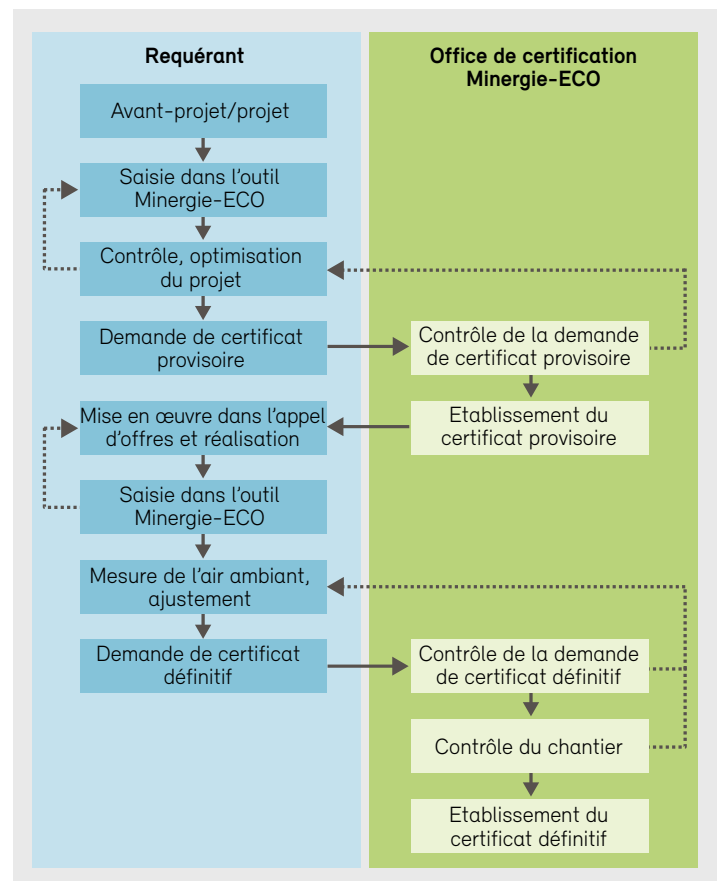 Requérant
Office de certification
Minergie-ECO
Avant-projet/projet
Saisie dans l'outil
Minergie-ECO
Contrôle, optimisation
du projet
Demande de certificat
provisoire
Contrôle de la demande
de certificat provisoire
Mise en œuvre dans l'appel
d'offres et réalisation
Etablissement du
certificat provisoire
Saisie dans l'outil
Minergie-ECO
Mesure de l'air ambiant,
ajustement
Demande de certificat
définitif
Contrôle de la demande
de certificat définitif
Contrôle du chantier
Etablissement du
certificat définitif